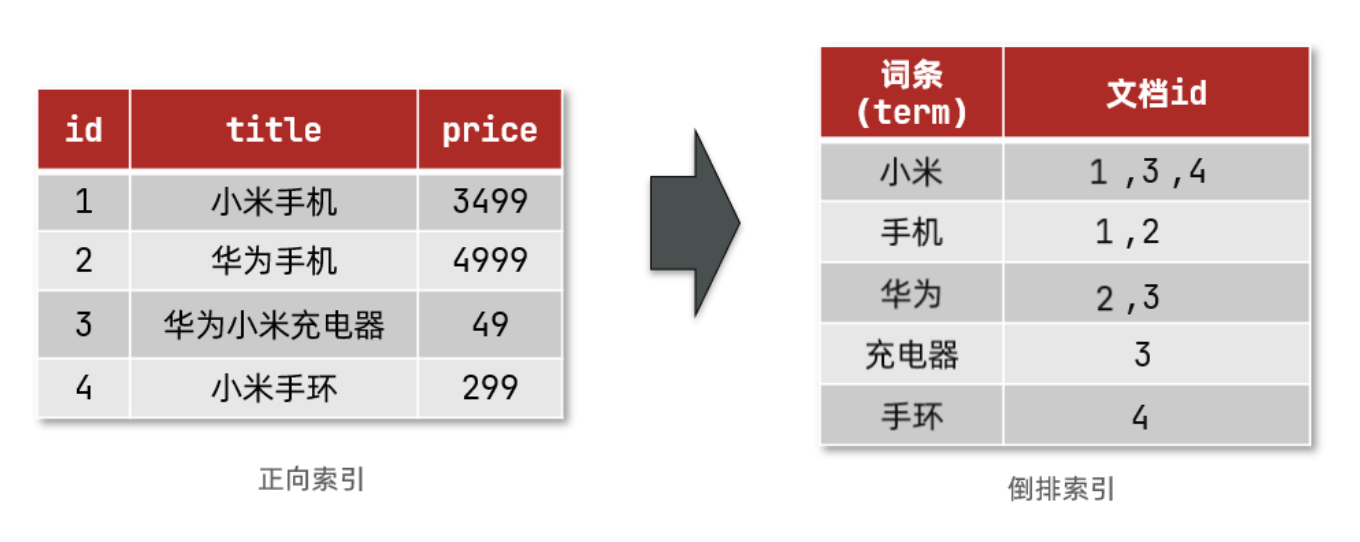 id title price
1 小米手机 3499
2 华为手机 4999
3 华为小米充电器 49
4 小米手环 299
正向索引
词条
(term) 文档id
小米 1 ,3 ,4
手机 1 ,2
华为 2 ,3
充电器 3
手环 4
倒排索引